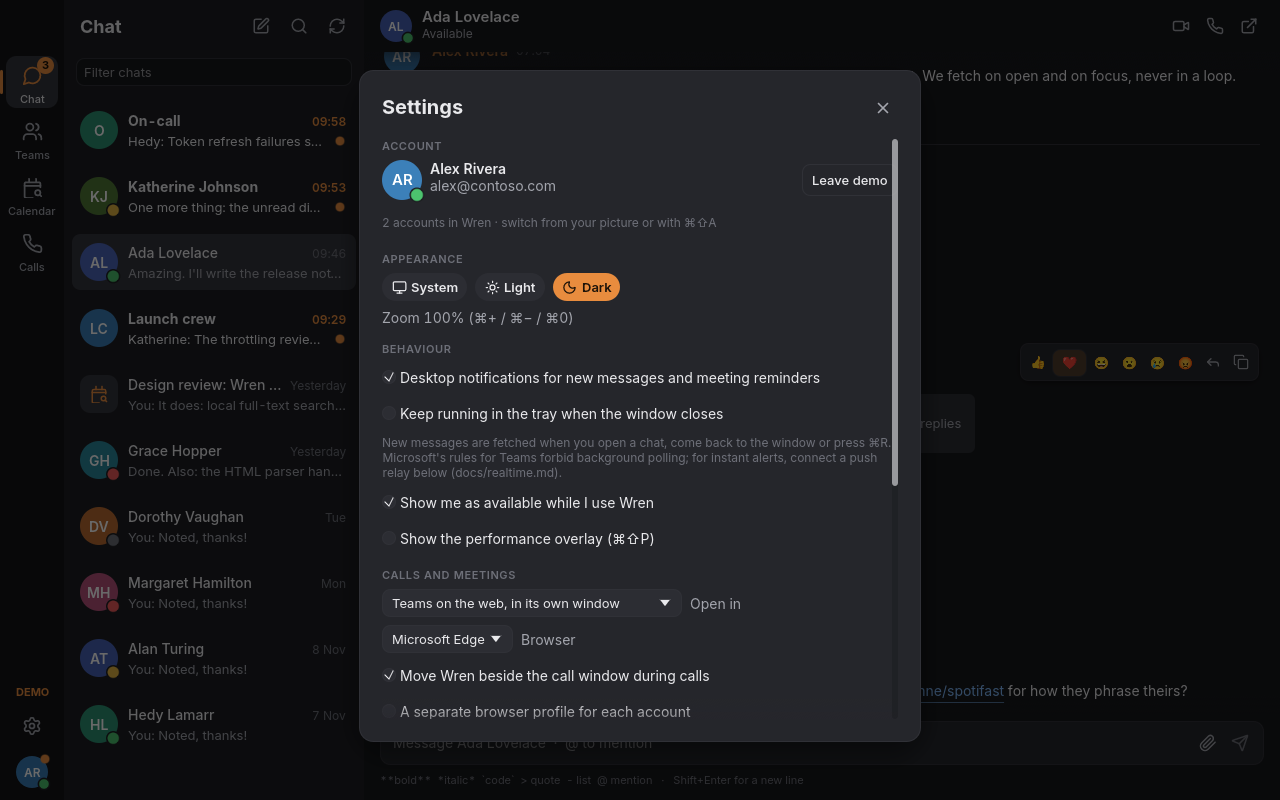 Chat
3
Chat
Teams
Calendar
Calls
DEMO
AR
Filter chats
O
On-call
09:58
Hedy: Token refresh failures s...
KJ
Katherine Johnson
09:53
One more thing: the unread di...
AL
Ada Lovelace
09:46
Amazing. I'll write the release not...
LC
Launch crew
09:29
Katherine: The throttling revie...
Design review: Wren ...
Yesterday
You: It does: local full-text search...
GH
Grace Hopper
Yesterday
Done. Also: the HTML parser han...
DV
Dorothy Vaughan
Tue
You: Noted, thanks!
MH
Margaret Hamilton
Mon
You: Noted, thanks!
AT
Alan Turing
8 Nov
You: Noted, thanks!
HL
Hedy Lamarr
7 Nov
You: Noted, thanks!
AL
Ada Lovelace
Available
AR
Alex Rivera
We fetch on open and on focus, never in a loop.
replies
nne/spotifast for how they phrase theirs?
Message Ada Lovelace · @ to mention
**bold** *italic* `code` > quote – list @ mention · Shift+Enter for a new line
Settings
ACCOUNT
AR
Alex Rivera
alex@contoso.com
Leave demo
2 accounts in Wren · switch from your picture or with ⌘⇧A
APPEARANCE
System
Light
Dark
Zoom 100% (⌘+ / ⌘− / ⌘0)
BEHAVIOUR
Desktop notifications for new messages and meeting reminders
Keep running in the tray when the window closes
New messages are fetched when you open a chat, come back to the window or press ⌘R.
Microsoft's rules for Teams forbid background polling; for instant alerts, connect a push
relay below (docs/realtime.md).
Show me as available while I use Wren
Show the performance overlay (⌘⇧P)
CALLS AND MEETINGS
Teams on the web, in its own window
Open in
Microsoft Edge
Browser
Move Wren beside the call window during calls
A separate browser profile for each account